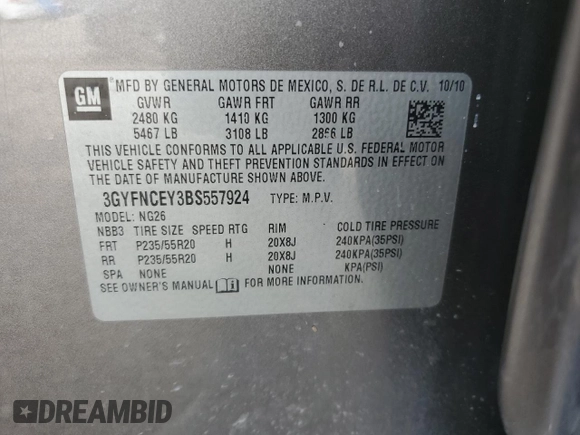 GM
MFD BY GENERAL MOTORS DE MEXICO, S. DE R.L. DE C.V. 10/10
GVWR GAWR FRT GAWR RR
2480 KG 1410 KG 1300 KG
5467 LB 3108 LB 2866 LB
THIS VEHICLE CONFORMS TO ALL APPLICABLE U.S. FEDERAL MOTOR
VEHICLE SAFETY AND THEFT PREVENTION STANDARDS IN EFFECT ON
THE DATE OF MANUFACTURE SHOWN ABOVE.
3GYFNCEY3BS557924 TYPE: M.P.V.
MODEL: NG26
NBB3 TIRE SIZE SPEED RTG RIM COLD TIRE PRESSURE
FRT P235/55R20 H 20X8J 240KPA(35PSI)
RR P235/55R20 H 20X8J 240KPA(35PSI)
SPA NONE NONE KPA(PSI)
SEE OWNER'S MANUAL
DREAMBID